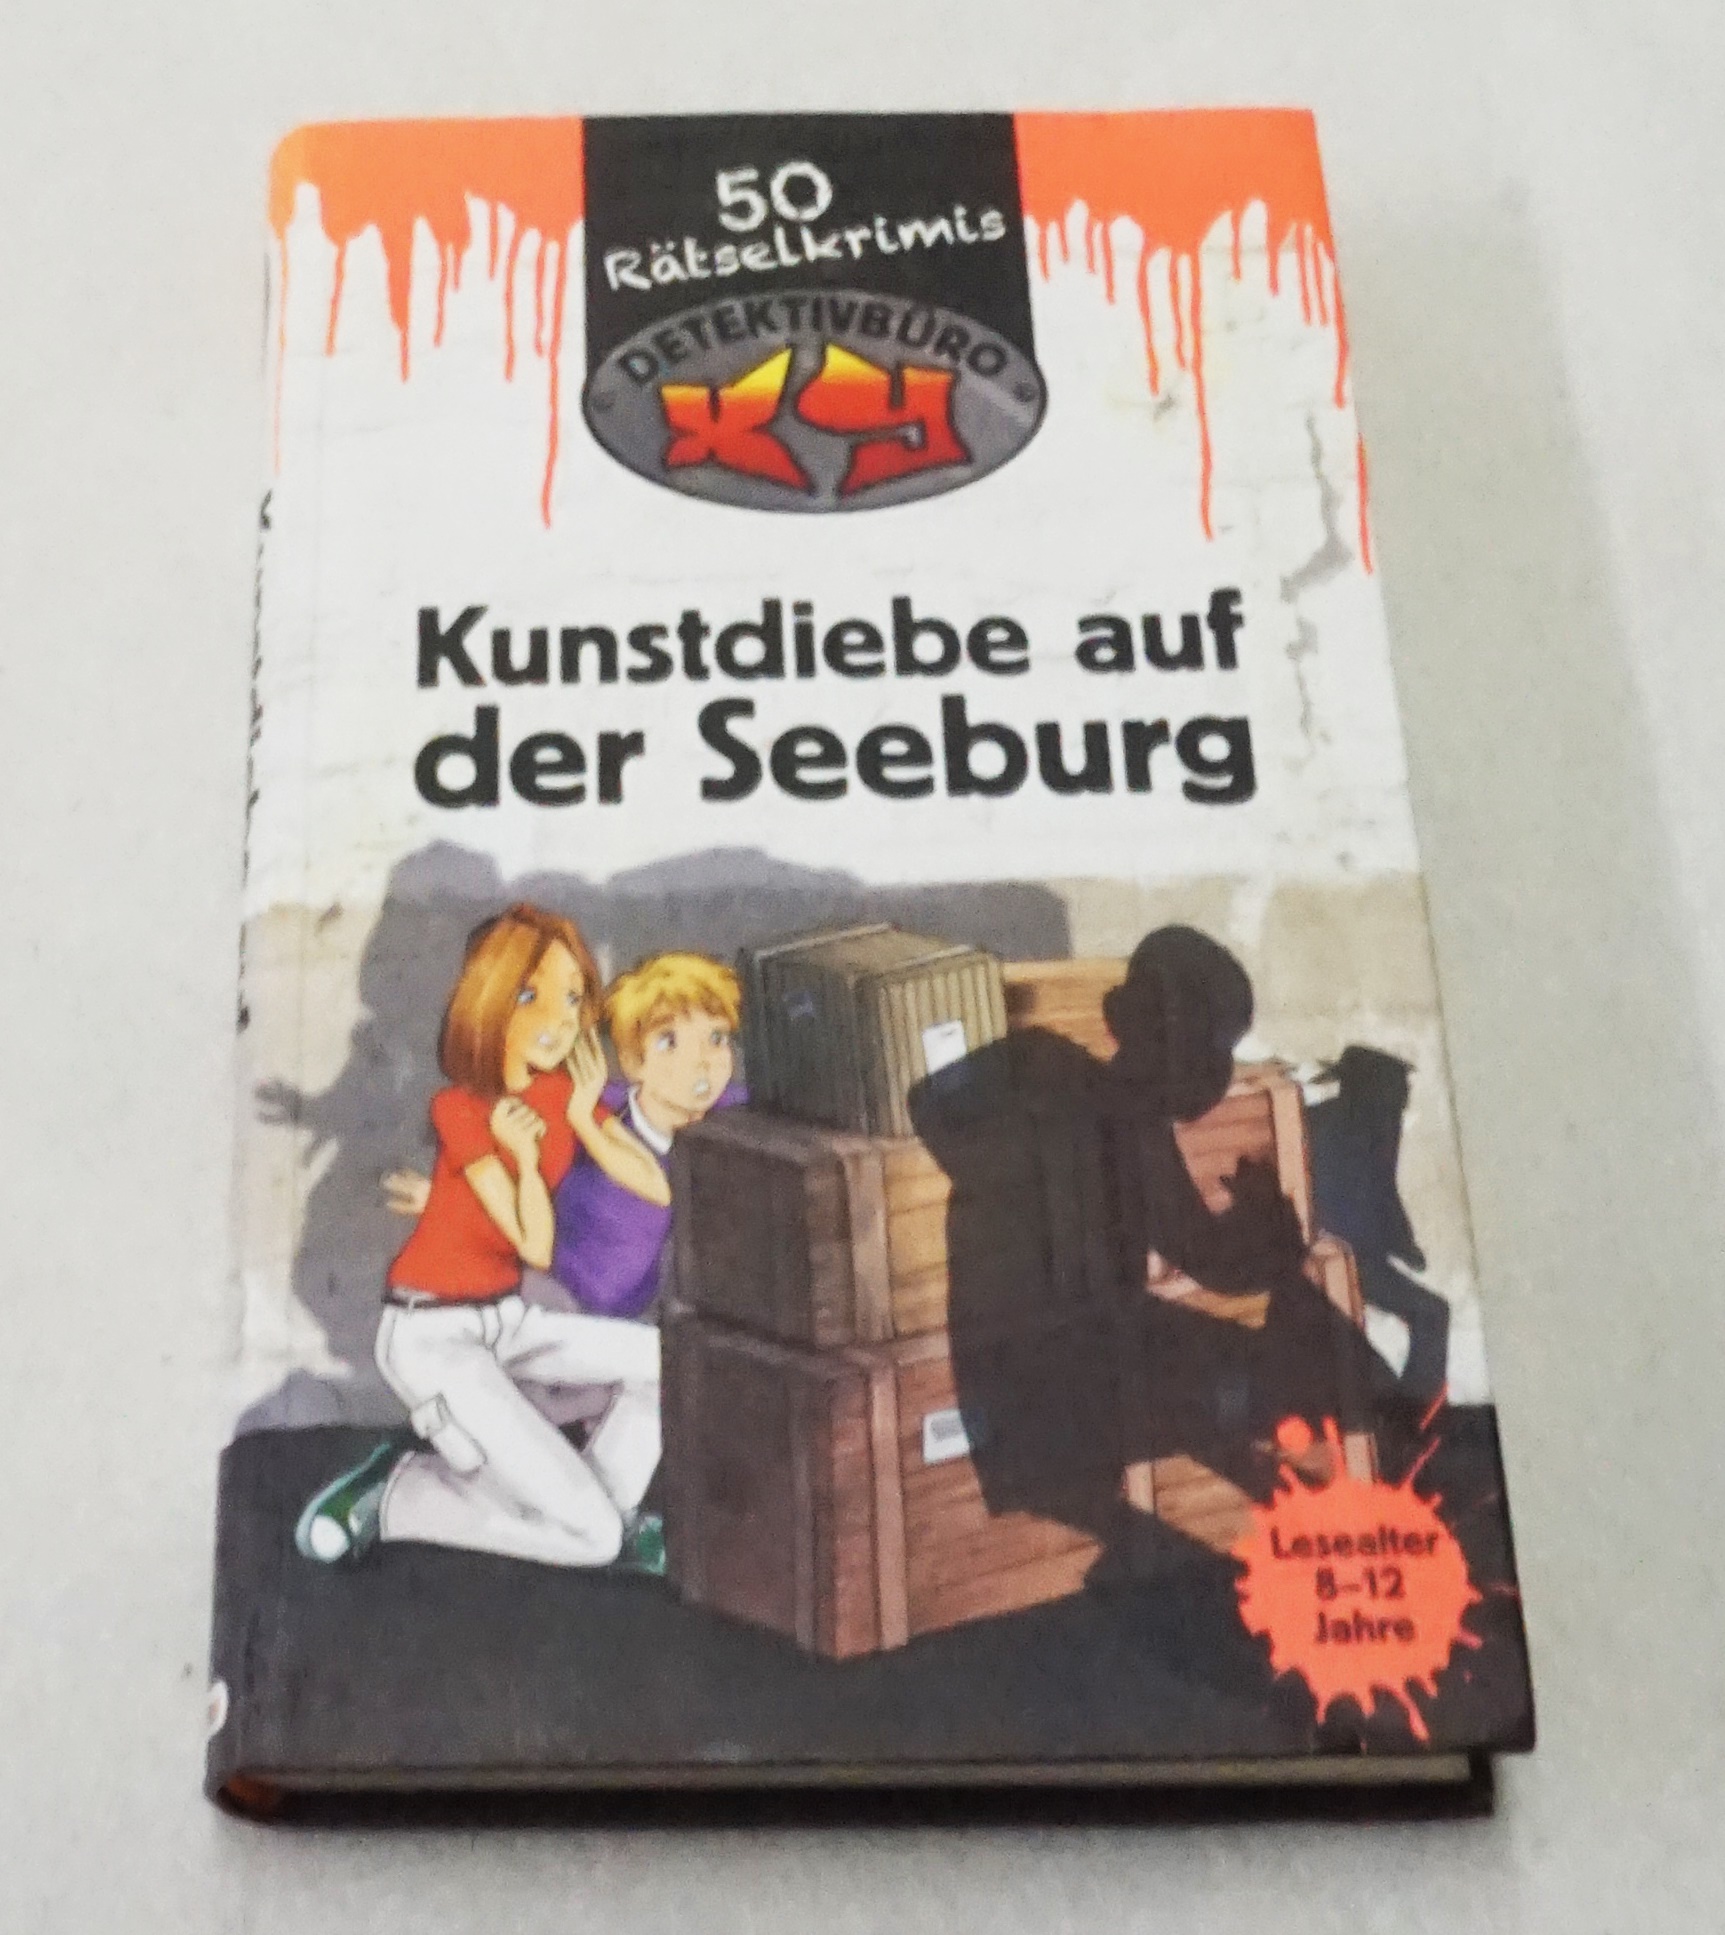 50
Rätselkrimis
DETEKTIVBÜRO
XY
Kunstdiebe auf
der Seeburg
Lesealter
8–12
Jahre